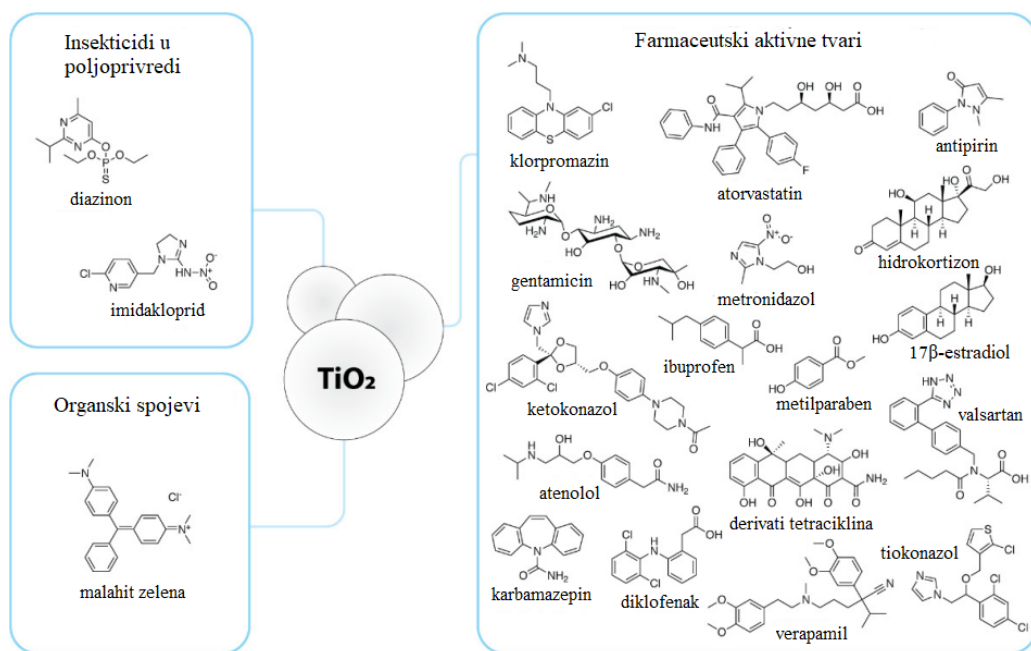 Insekticidi u
poljoprivredi
diazinon
imidakloprid
Organski spojevi
malahit zelena
TiO₂
Farmaceutski aktivne tvari
klorpromazin
atorvastatin
antipirin
gentamicin
metronidazol
hidrokortizon
17β-estradiol
ketokonazol
ibuprofen
metilparaben
valsartan
atenolol
derivati tetraciklina
karbamazepin
diklofenak
verapamil
tiokonazol